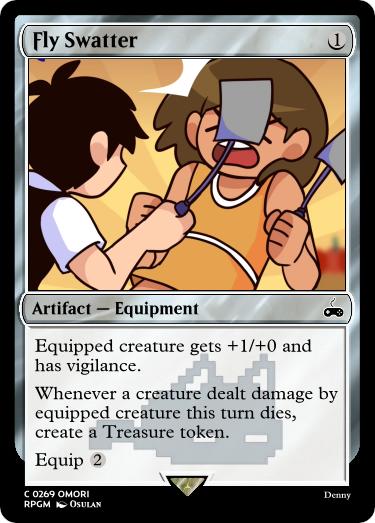 Fly Swatter 1
Artifact — Equipment
Equipped creature gets +1/+0 and
has vigilance.
Whenever a creature dealt damage by
equipped creature this turn dies,
create a Treasure token.
Equip 2
C 0269 OMORI
RPGM Osulan
Denny